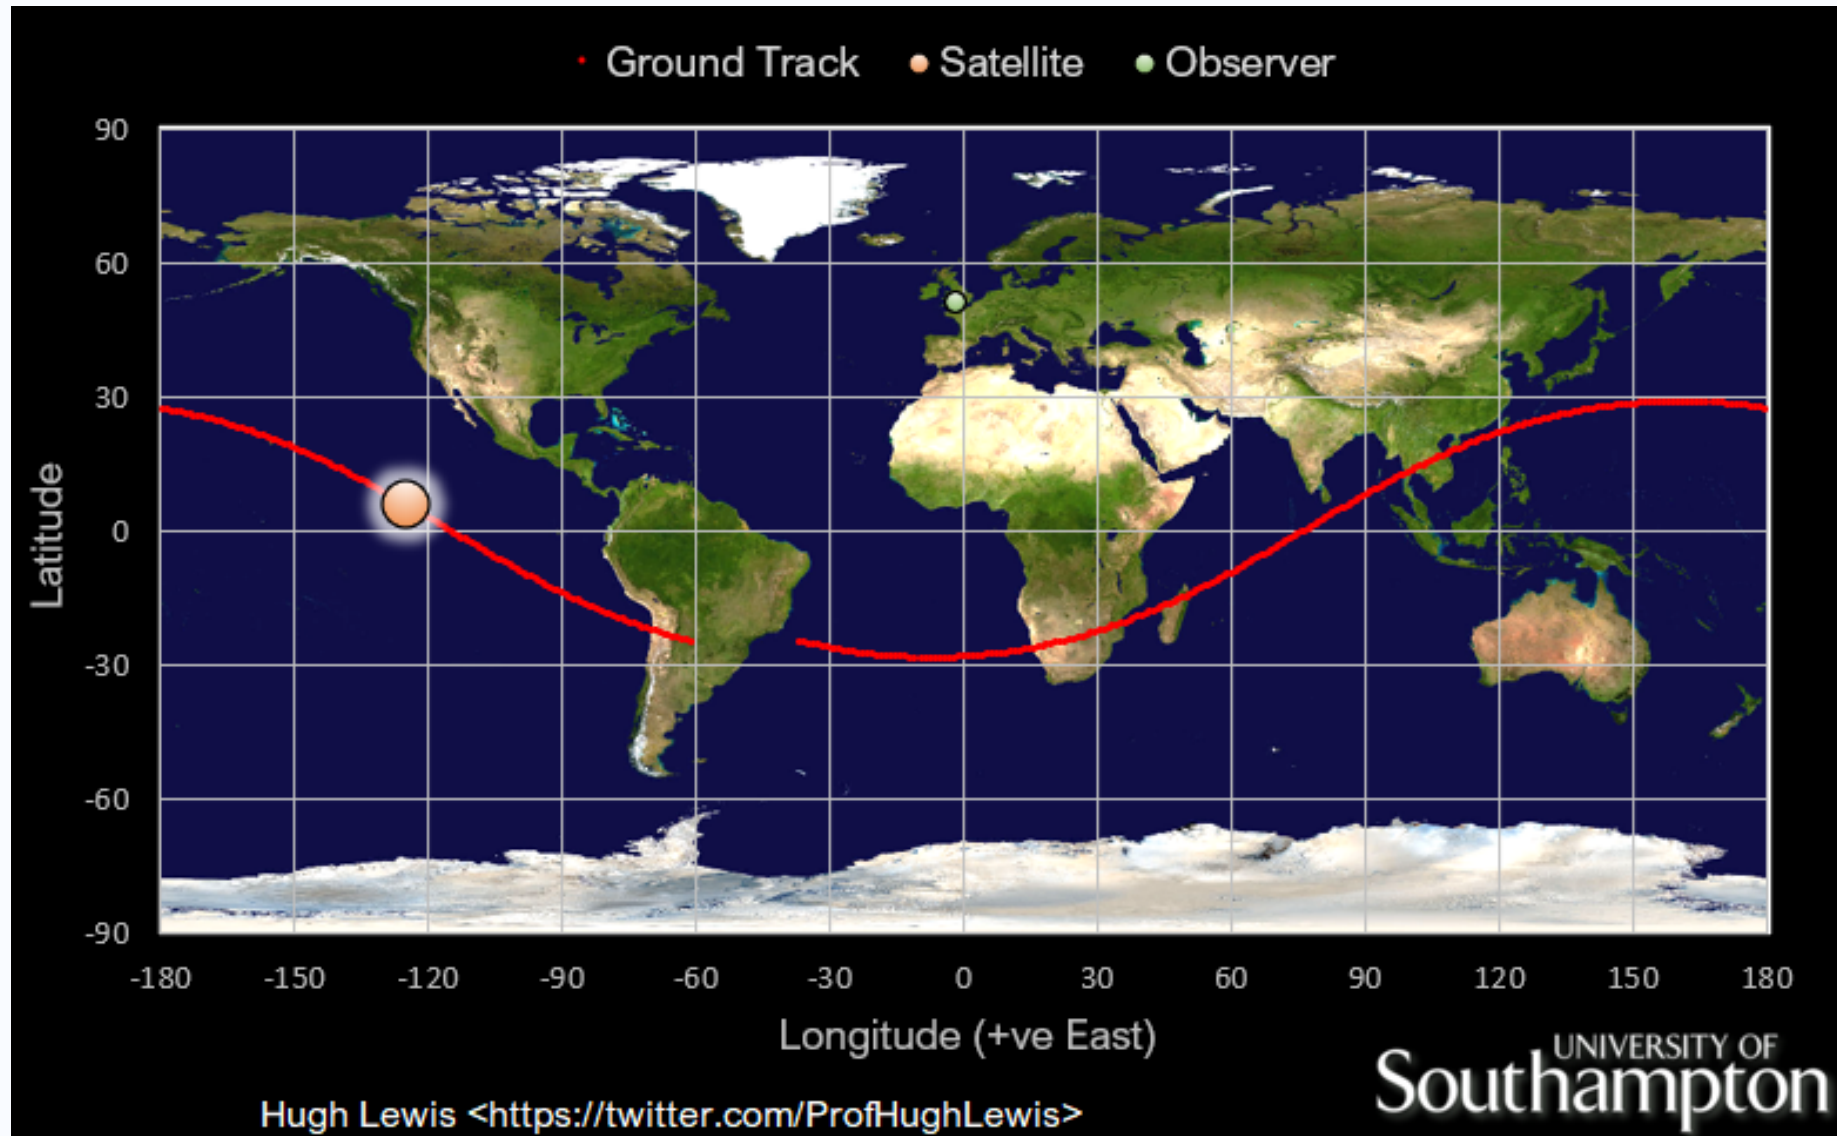 Ground Track Satellite Observer
90
60
30
0
-30
-60
-90
Latitude
-180 -150 -120 -90 -60 -30 0 30 60 90 120 150 180
Longitude (+ve East)
UNIVERSITY OF
Southampton
Hugh Lewis <https://twitter.com/ProfHughLewis>